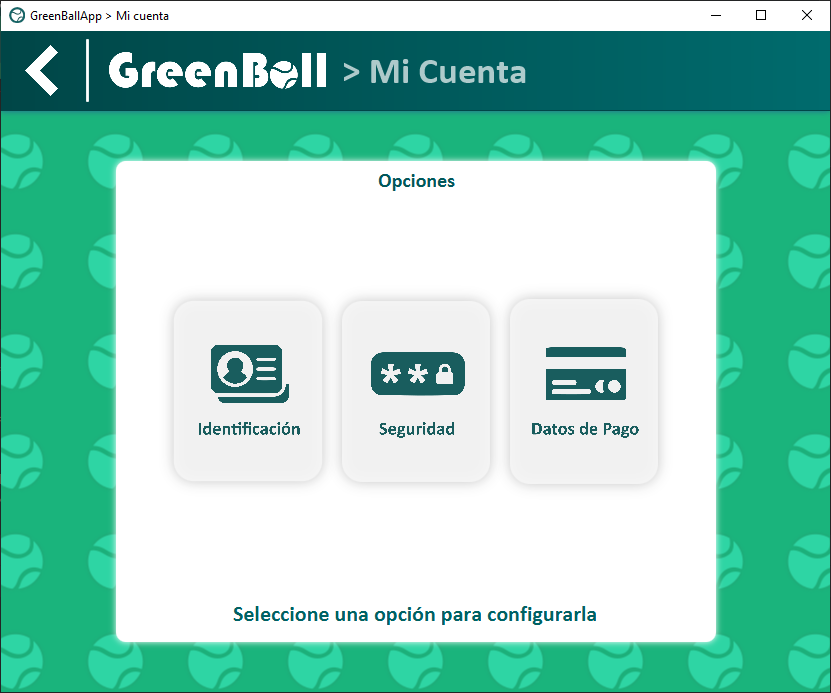 GreenBallApp > Mi cuenta
GreenBall > Mi Cuenta
Opciones
Identificación
Seguridad
Datos de Pago
Seleccione una opción para configurarla